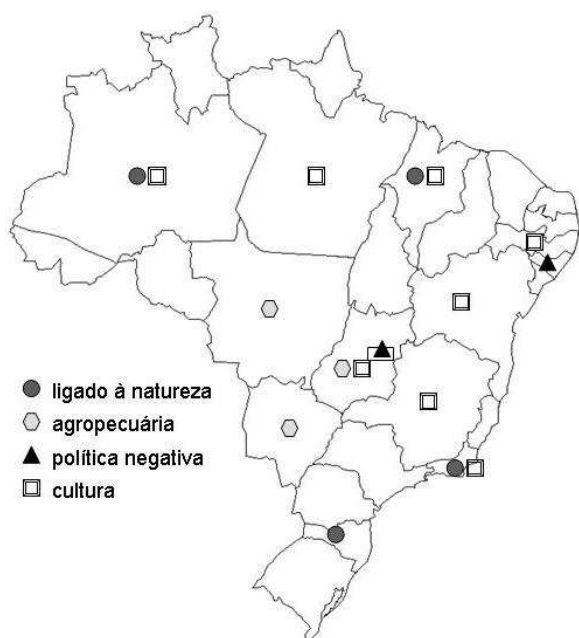 ligado à natureza
agropecuária
política negativa
cultura